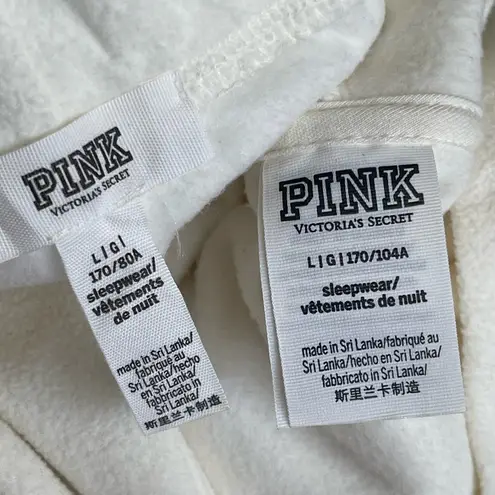 PINK
VICTORIA'S SECRET
L | G |
170/80A
sleepwear/
vêtements
de nuit
made in Sri Lanka/
fabriqué au
Sri Lanka/hecho
en Sri Lanka/
fabbricato in
Sri Lanka/
斯里兰卡制造
PINK
VICTORIA'S SECRET
L | G | 170/104A
sleepwear/
vêtements de nuit
made in Sri Lanka/fabriqué au
Sri Lanka/hecho en Sri Lanka/
fabbricato in Sri Lanka/
斯里兰卡制造